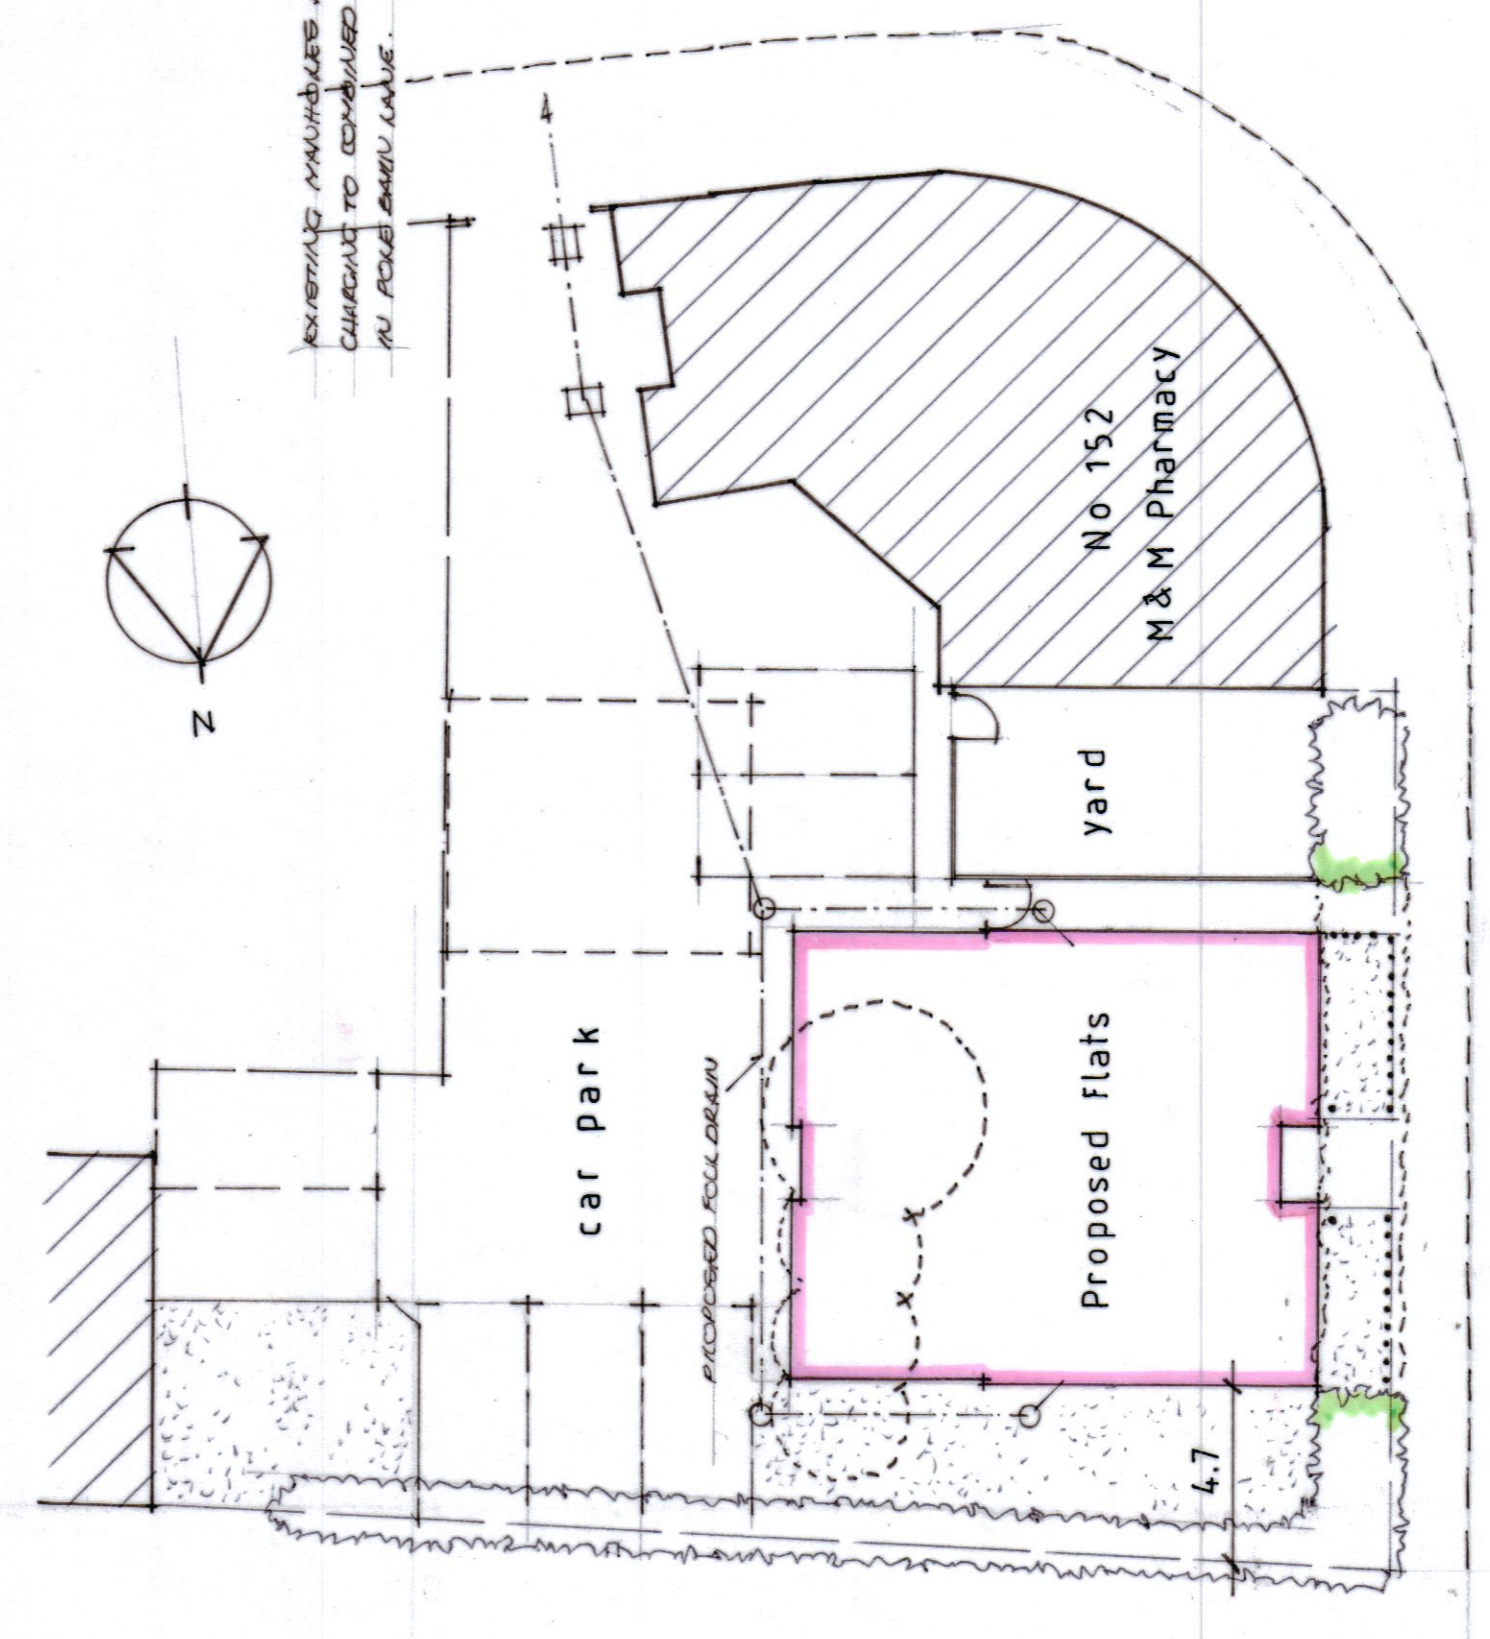 EXISTING MANHOLES
CHARGING TO COMBINED
IN PORE BARN LANE.
N
No 152
M & M Pharmacy
yard
car park
PROPOSED FOUL DRAIN
Proposed Flats
4.7